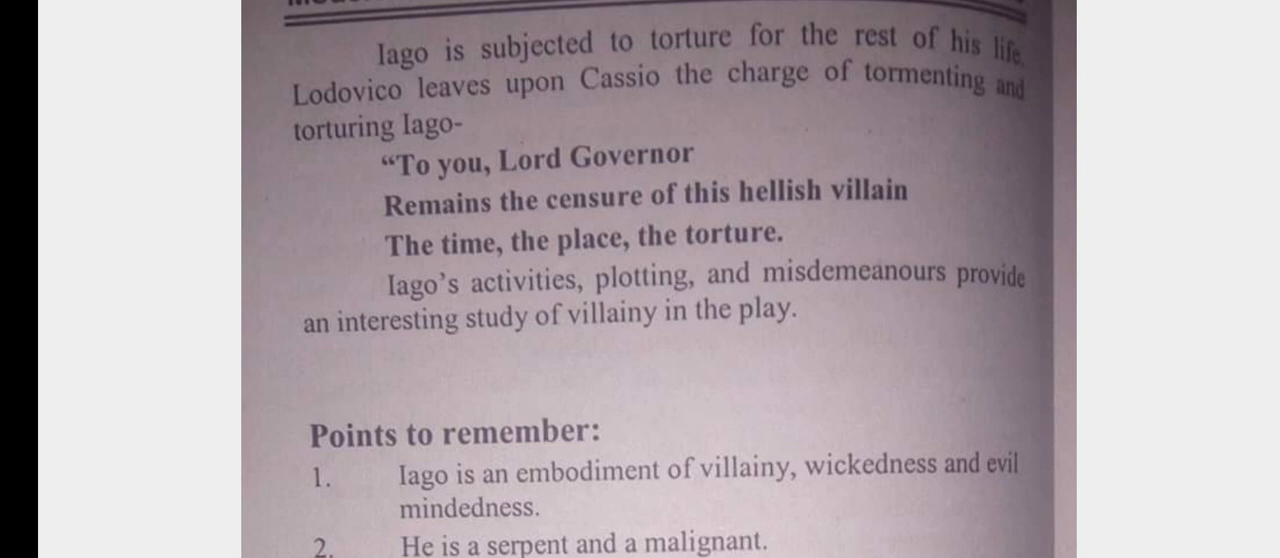 Iago is subjected to torture for the rest of his life.
Lodovico leaves upon Cassio the charge of tormenting and
torturing Iago-
“To you, Lord Governor
Remains the censure of this hellish villain
The time, the place, the torture.
Iago’s activities, plotting, and misdemeanours provide
an interesting study of villainy in the play.
Points to remember:
1. Iago is an embodiment of villainy, wickedness and evil
mindedness.
2. He is a serpent and a malignant.